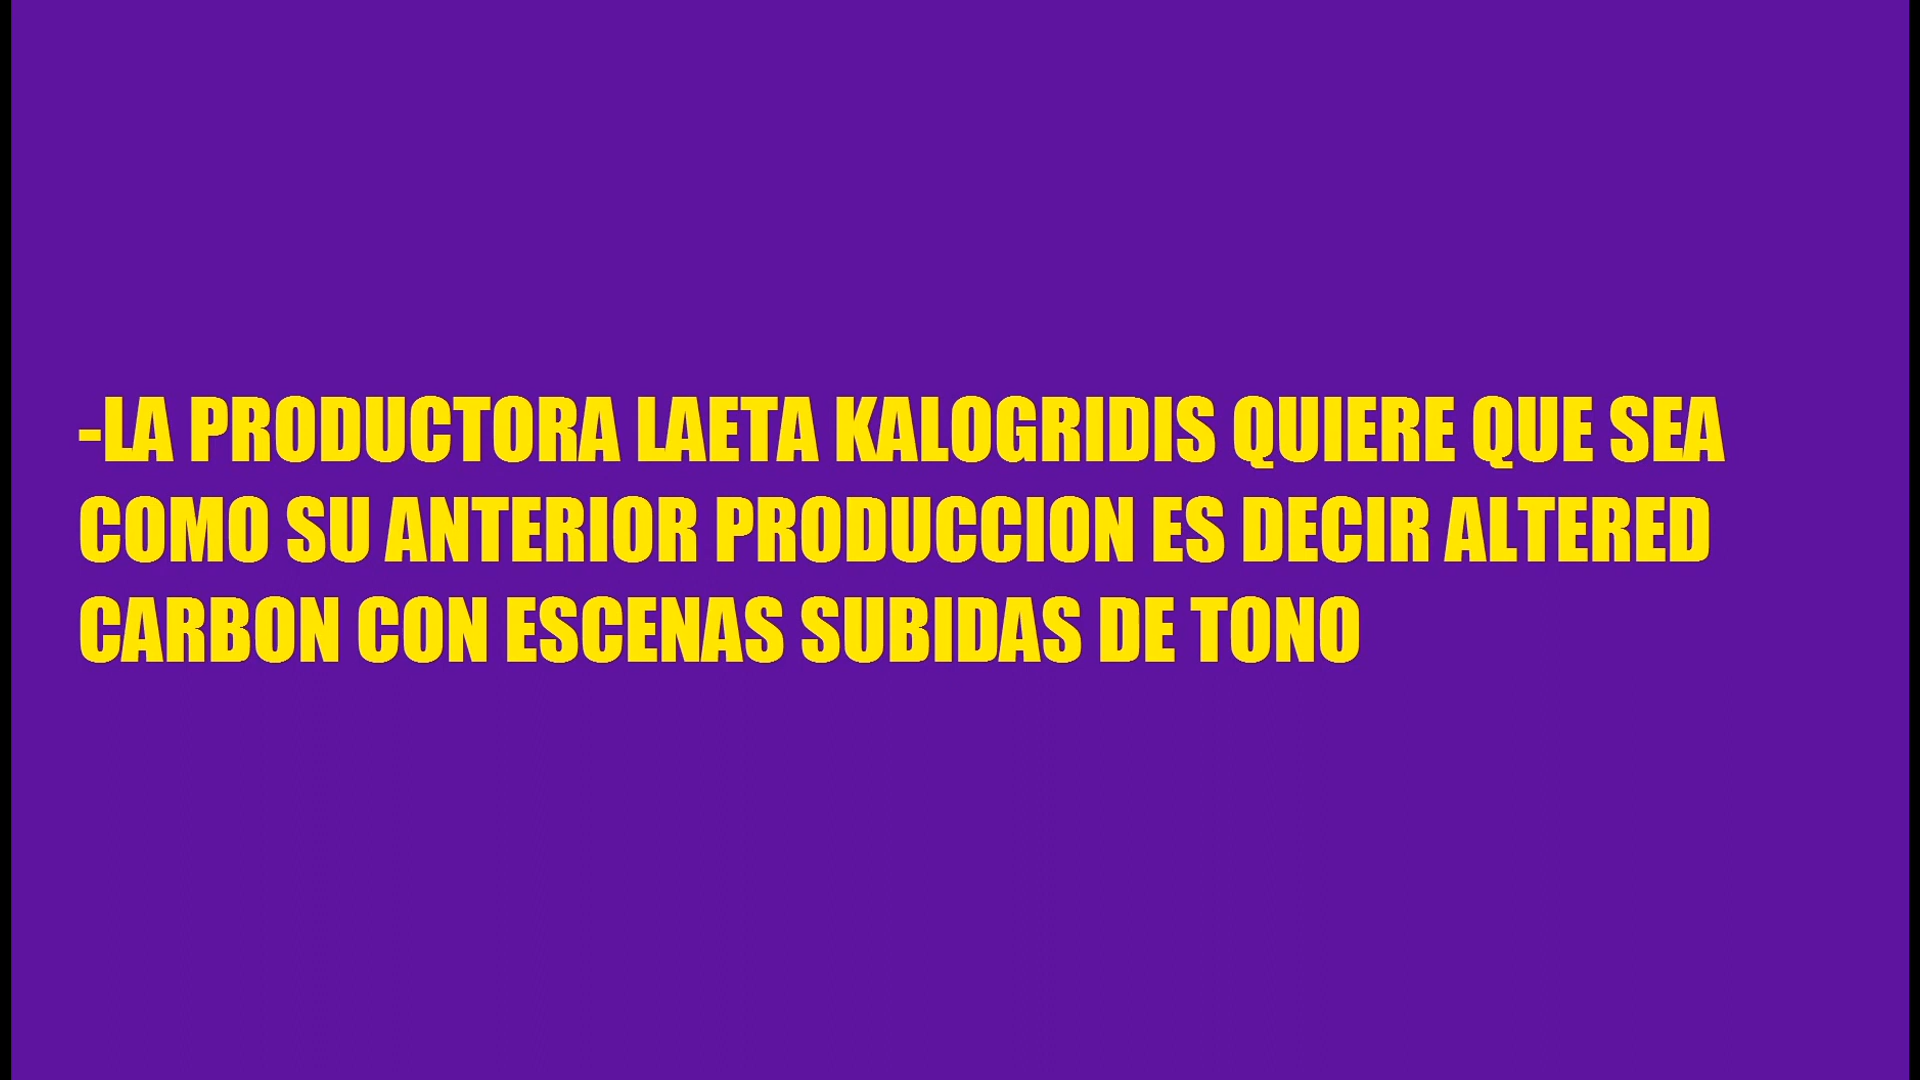 -LA PRODUCTORA LAETA KALOGRIDIS QUIERE QUE SEA
COMO SU ANTERIOR PRODUCCION ES DECIR ALTERED
CARBON CON ESCENAS SUBIDAS DE TONO